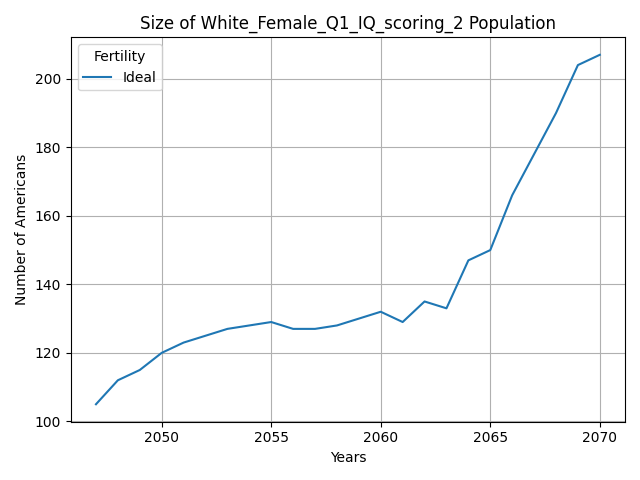 Size of White_Female_Q1_IQ_scoring_2 Population
Fertility
Ideal
Number of Americans
200
180
160
140
120
100
2050
2055
2060
2065
2070
Years